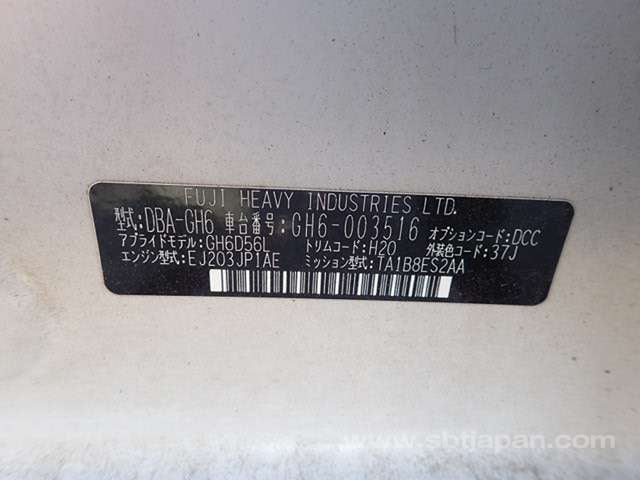 FUJI HEAVY INDUSTRIES LTD.
型式:DBA-GH6 車台番号:GH6-003516 オプションコード:DCC
アプライドモデル:GH6D56L トリムコード:H20 外装色コード:37J
エンジン型式:EJ203JP1AE ミッション型式:TA1B8ES2AA
www.sbtjapan.com